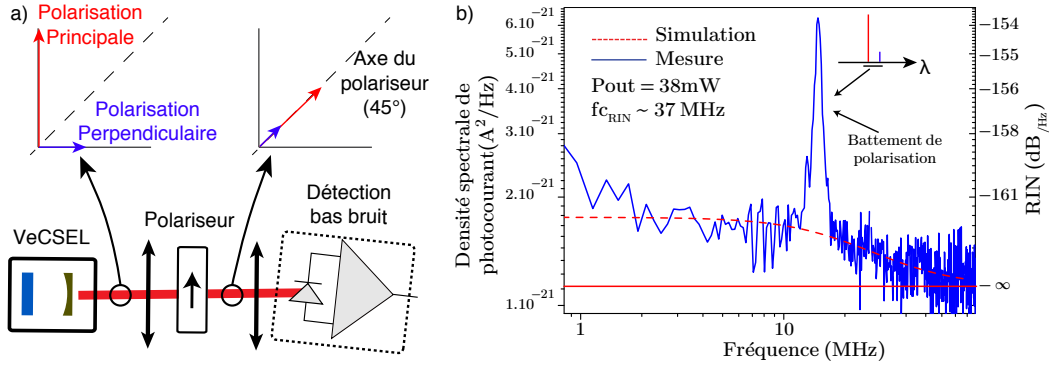 a)
Polarisation
Principale
Polarisation
Perpendiculaire
Axe du
polariseur
(45°)
VeCSEL
Polariseur
Détection
bas bruit
b)
Densité spectrale de
photocourant(A²/Hz)
6.10⁻²¹
5.10⁻²¹
4.10⁻²¹
3.10⁻²¹
2.10⁻²¹
1.10⁻²¹
Simulation
Mesure
Pout = 38mW
fc_RIN ~ 37 MHz
λ
Battement de
polarisation
−154
−155
−156
−158
−161
−∞
RIN (dB/Hz)
1
10
Fréquence (MHz)